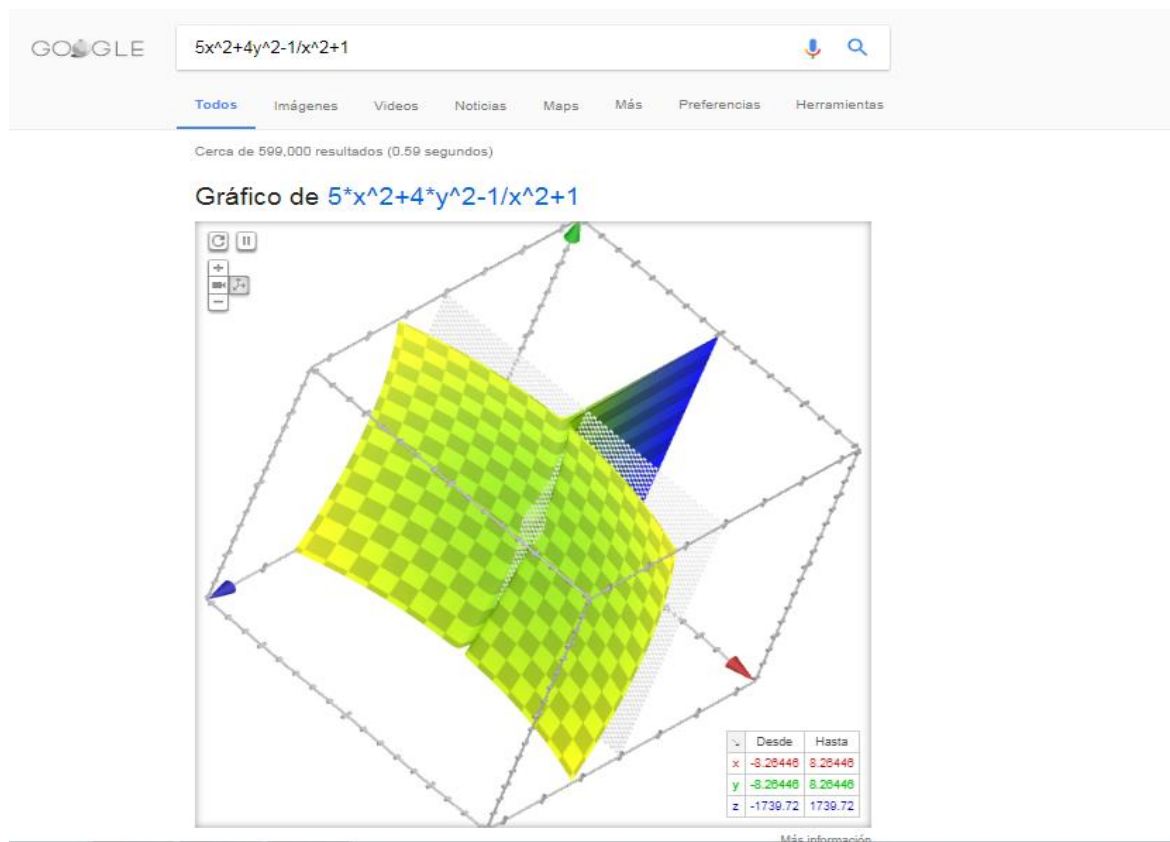 GOOGLE 5x^2+4y^2-1/x^2+1
Todos Imágenes Videos Noticias Maps Más Preferencias Herramientas
Cerca de 599,000 resultados (0.59 segundos)
Gráfico de 5*x^2+4*y^2-1/x^2+1
Desde Hasta
x -8.26446 8.26446
y -8.26446 8.26446
z -1739.72 1739.72
Más información